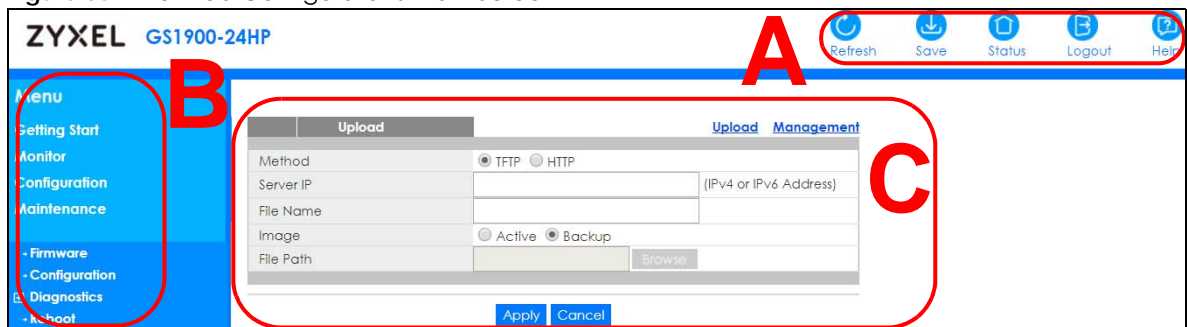 ZYXEL GS1900-24HP
A
Refresh Save Status Logout Help
B
Menu
Getting Start
Monitor
Configuration
Maintenance
- Firmware
- Configuration
Diagnostics
- Reboot
C
Upload
Upload Management
Method TFTP HTTP
Server IP (IPv4 or IPv6 Address)
File Name
Image Active Backup
File Path Browse
Apply Cancel